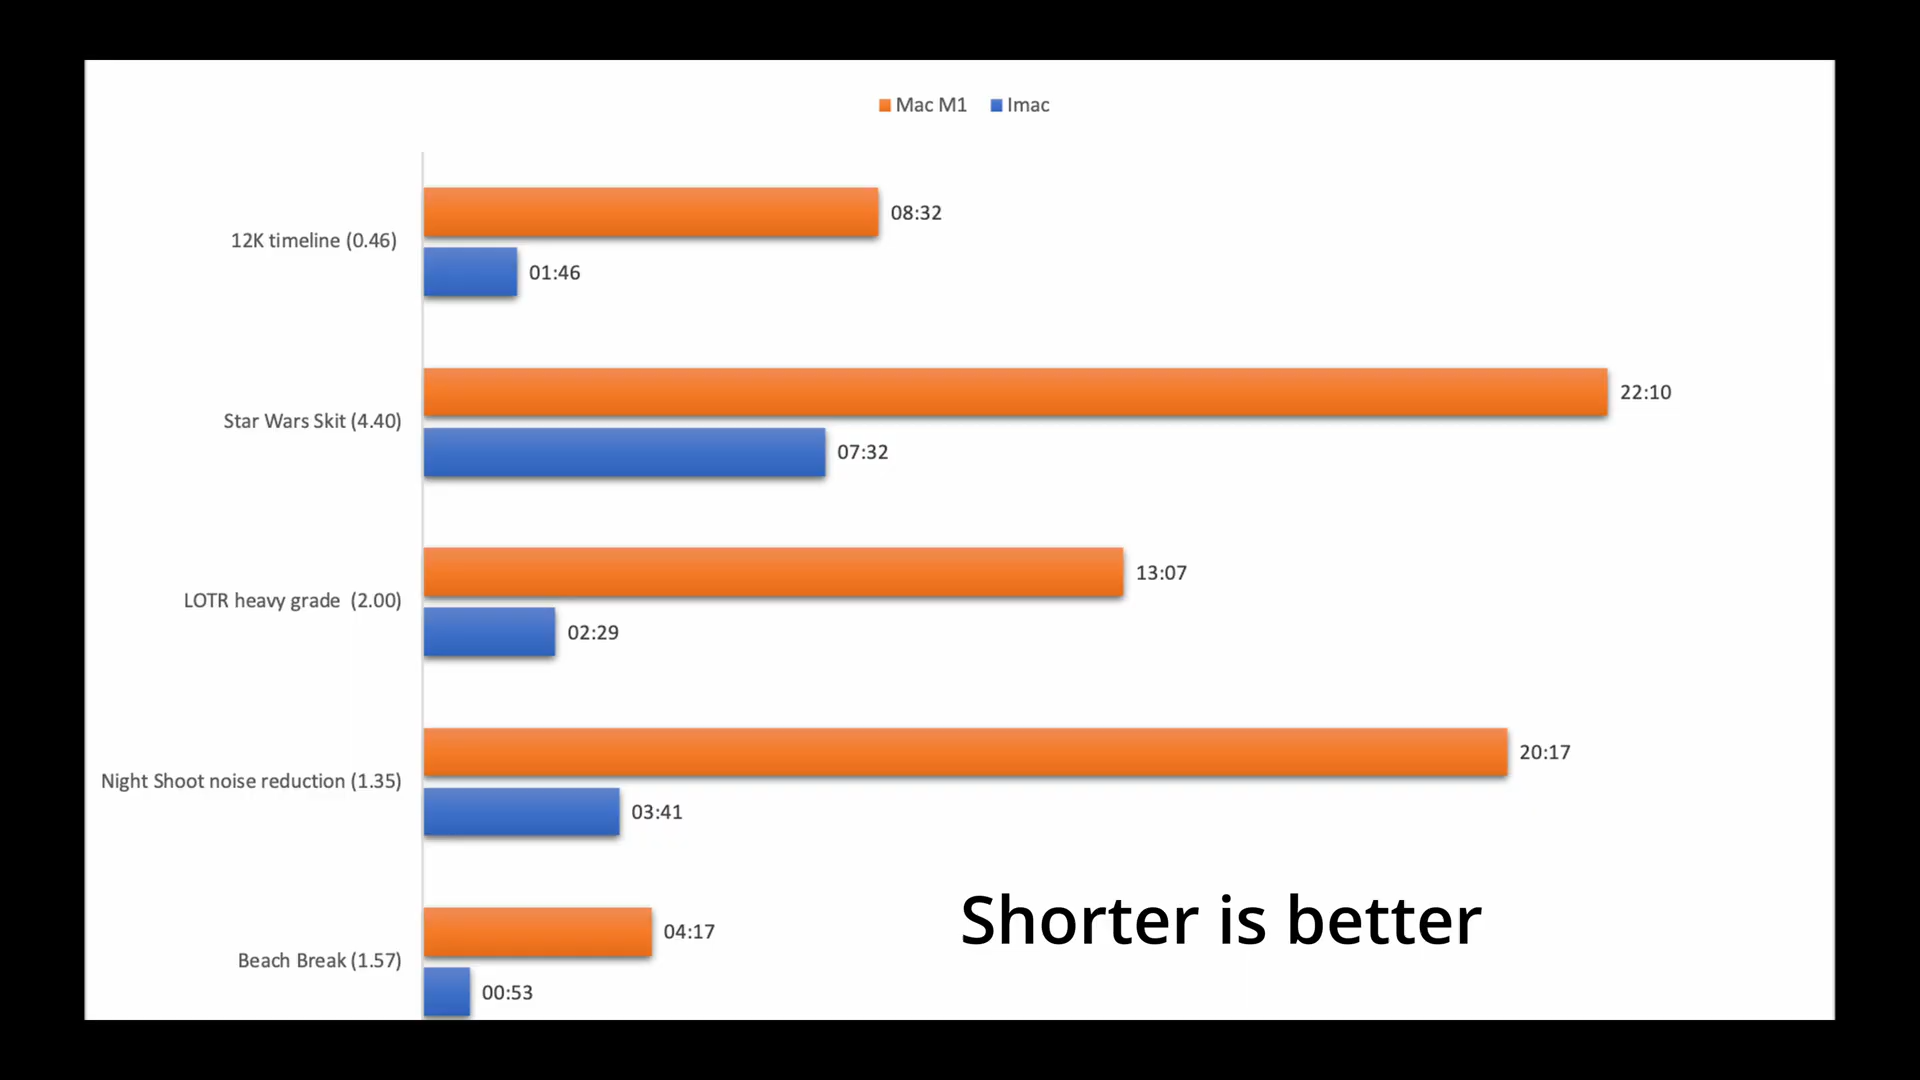 Mac M1 Imac
12K timeline (0.46)
08:32
01:46
Star Wars Skit (4.40)
22:10
07:32
LOTR heavy grade (2.00)
13:07
02:29
Night Shoot noise reduction (1.35)
20:17
03:41
Beach Break (1.57)
04:17
00:53
Shorter is better